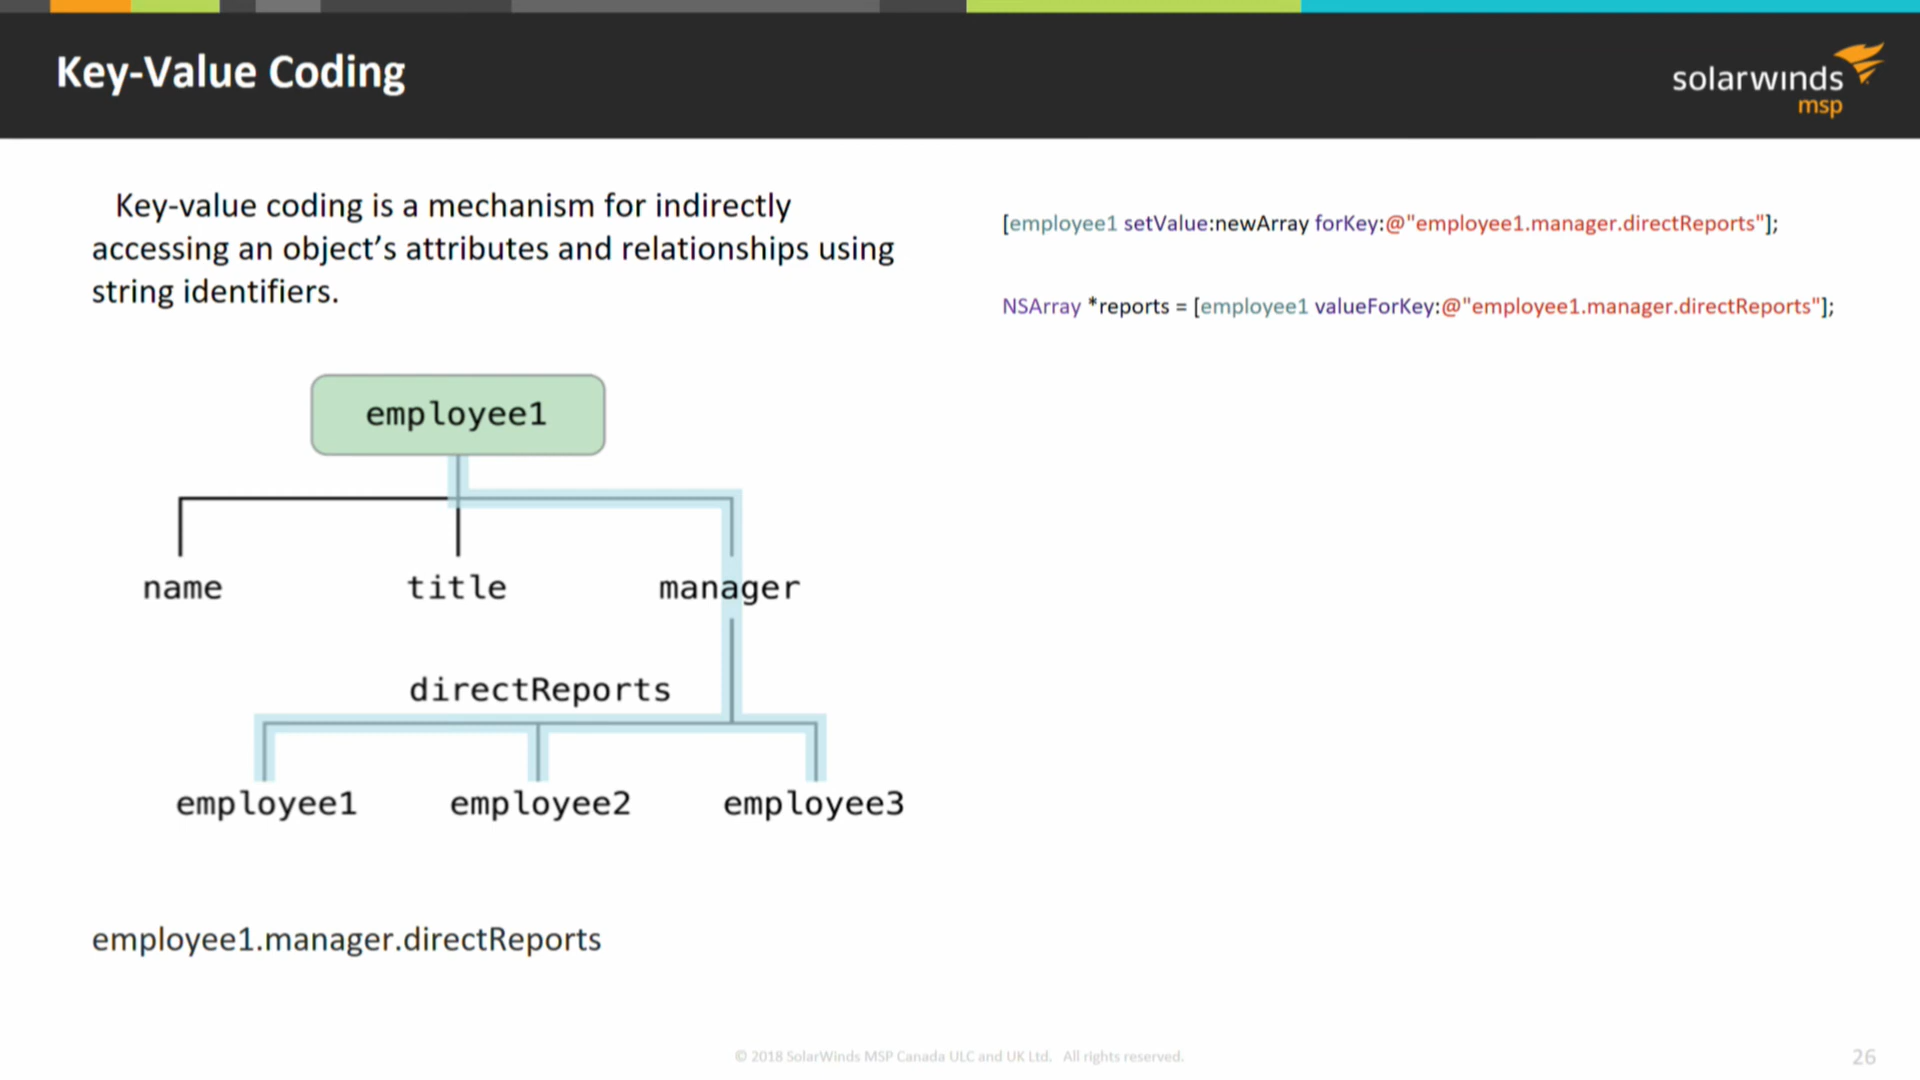 Key-Value Coding
solarwinds
msp
Key-value coding is a mechanism for indirectly
accessing an object’s attributes and relationships using
string identifiers.
[employee1 setValue:newArray forKey:@"employee1.manager.directReports"];
NSArray *reports = [employee1 valueForKey:@"employee1.manager.directReports"];
employee1
name title manager
directReports
employee1 employee2 employee3
employee1.manager.directReports
© 2018 SolarWinds MSP Canada ULC and UK Ltd. All rights reserved.
26